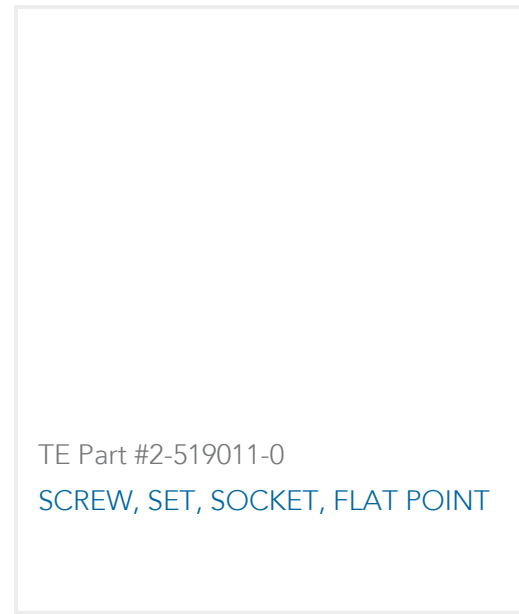 TE Part #2-519011-0
SCREW, SET, SOCKET, FLAT POINT